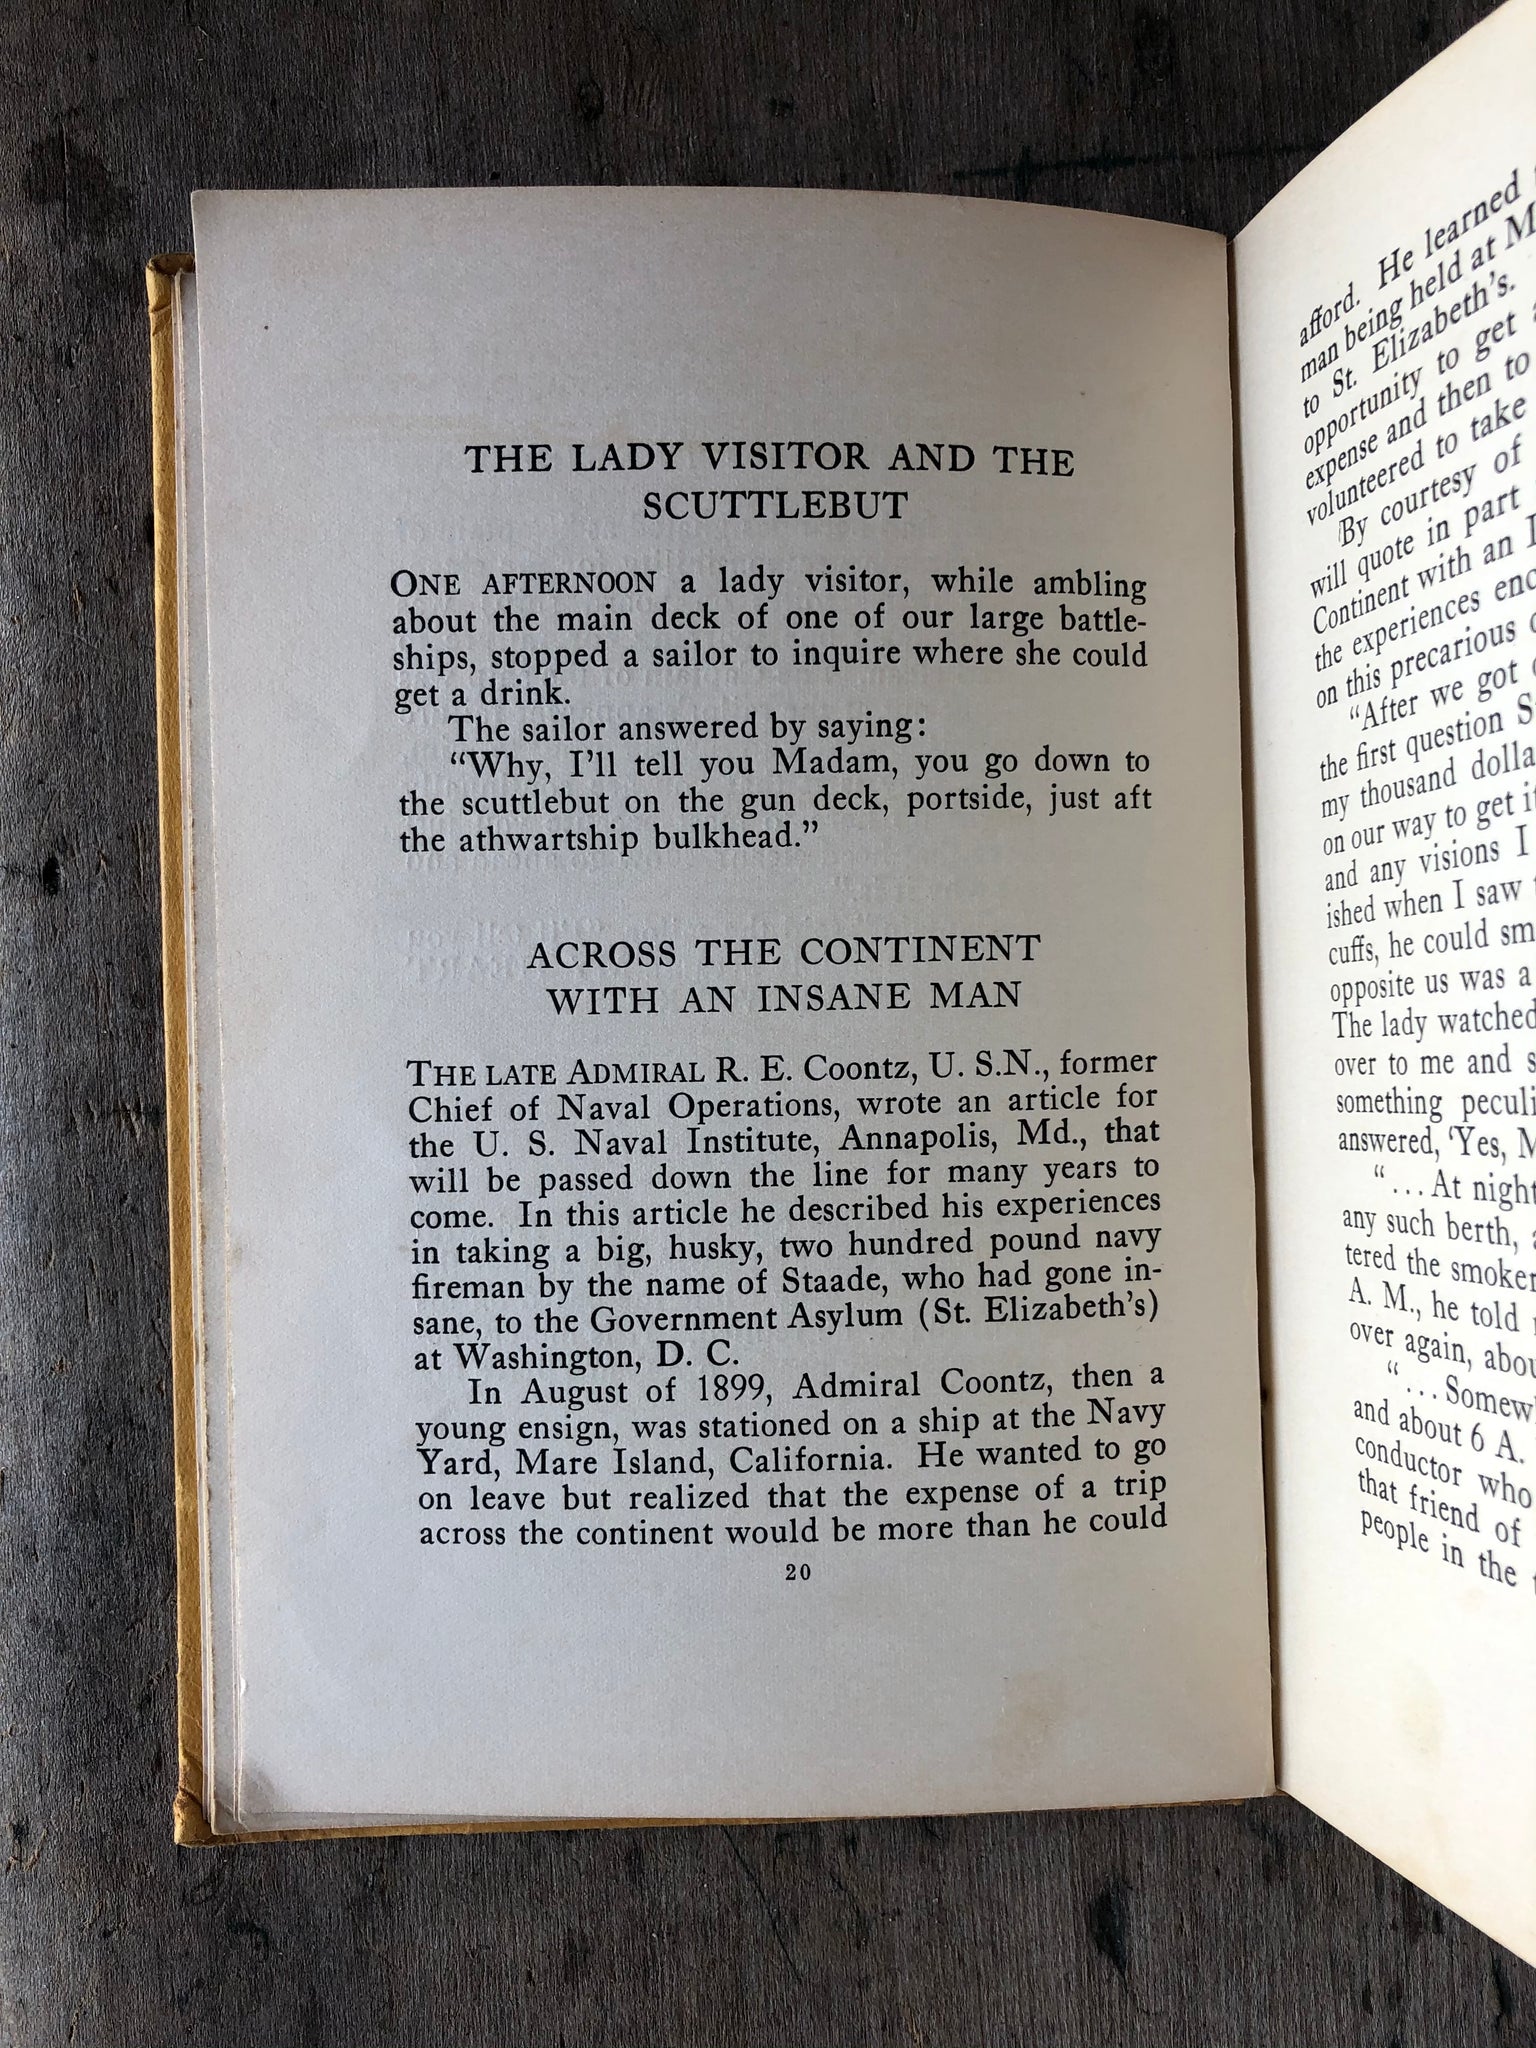 THE LADY VISITOR AND THE
SCUTTLEBUT
ONE AFTERNOON a lady visitor, while ambling
about the main deck of one of our large battle-
ships, stopped a sailor to inquire where she could
get a drink.
The sailor answered by saying:
“Why, I’ll tell you Madam, you go down to
the scuttlebut on the gun deck, portside, just aft
the athwartship bulkhead.”
ACROSS THE CONTINENT
WITH AN INSANE MAN
THE LATE ADMIRAL R. E. Coontz, U. S.N., former
Chief of Naval Operations, wrote an article for
the U. S. Naval Institute, Annapolis, Md., that
will be passed down the line for many years to
come. In this article he described his experiences
in taking a big, husky, two hundred pound navy
fireman by the name of Staade, who had gone in-
sane, to the Government Asylum (St. Elizabeth’s)
at Washington, D. C.
In August of 1899, Admiral Coontz, then a
young ensign, was stationed on a ship at the Navy
Yard, Mare Island, California. He wanted to go
on leave but realized that the expense of a trip
across the continent would be more than he could
20
afford. He learned
man being held at
to St. Elizabeth’s.
opportunity to get
expense and then to
volunteered to take
By courtesy of
will quote in part
Continent with an
the experiences
on this precarious
“After we got
the first question
my thousand
on our way to get
and any visions I
ished when I saw
cuffs, he could
opposite us was a
The lady watched
over to me and
something
answered, ‘Yes,
“...At night
any such berth,
tered the smoker
A. M., he told
over again,
“...
and about 6 A.
conductor who
that friend of
people in the